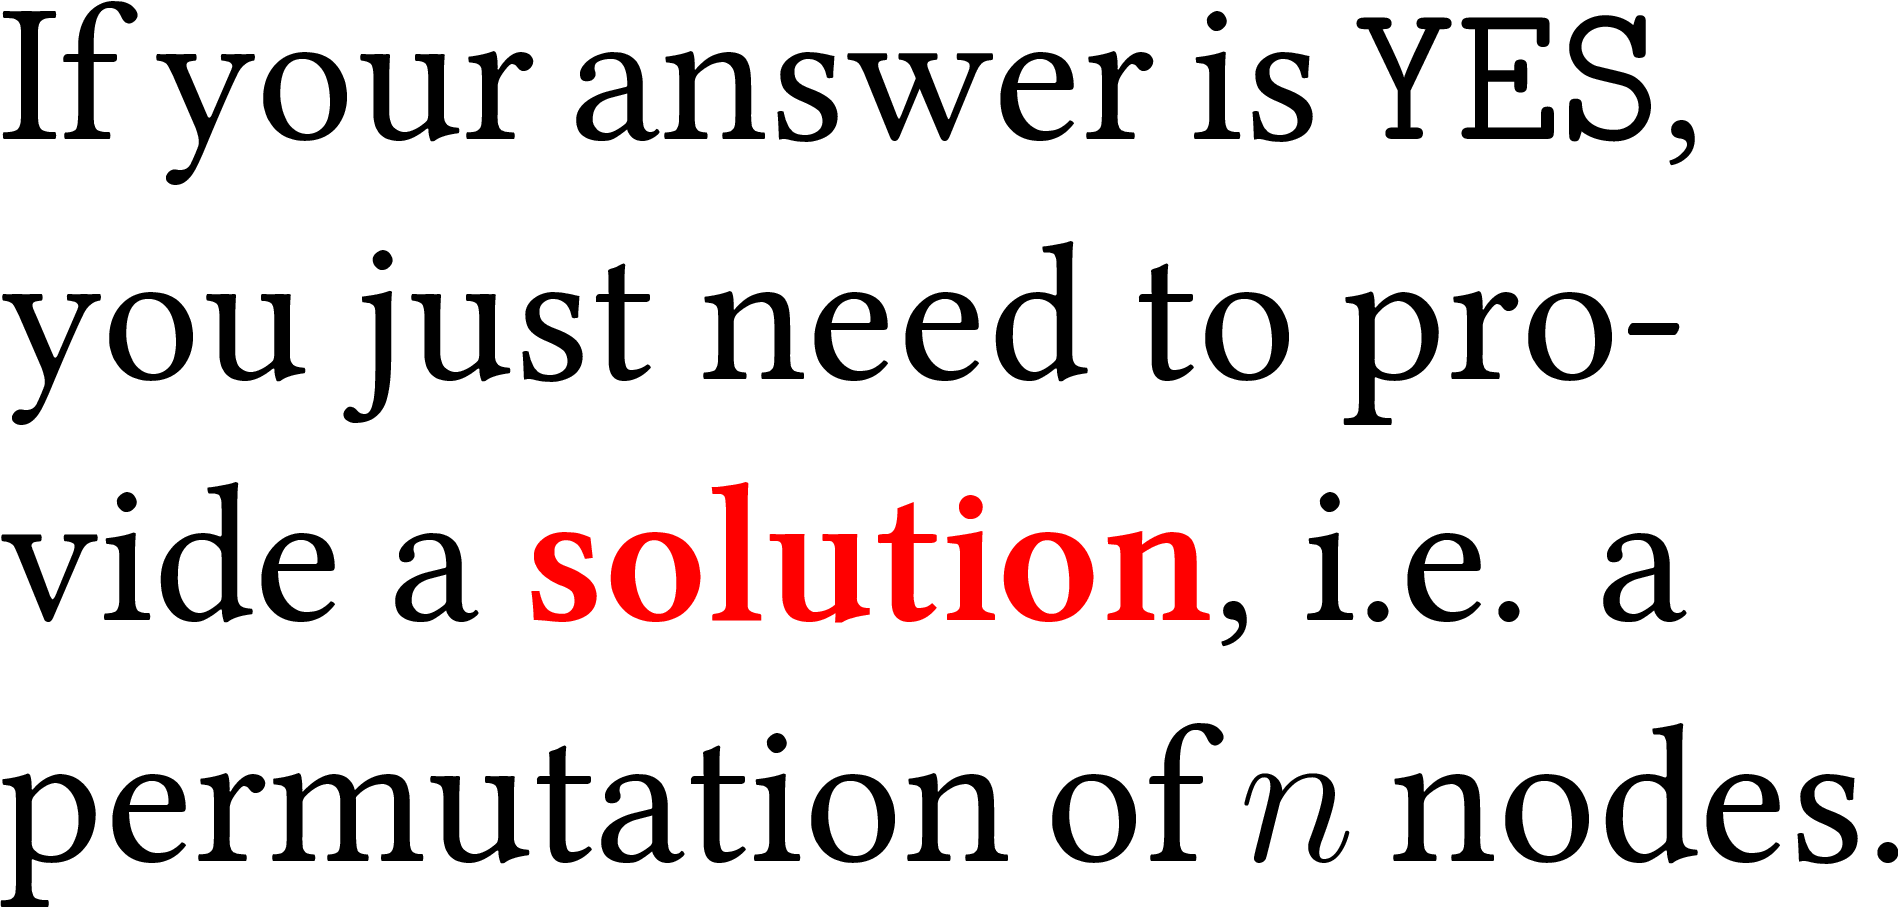 If your answer is YES,
you just need to pro-
vide a solution, i.e. a
permutation of n nodes.